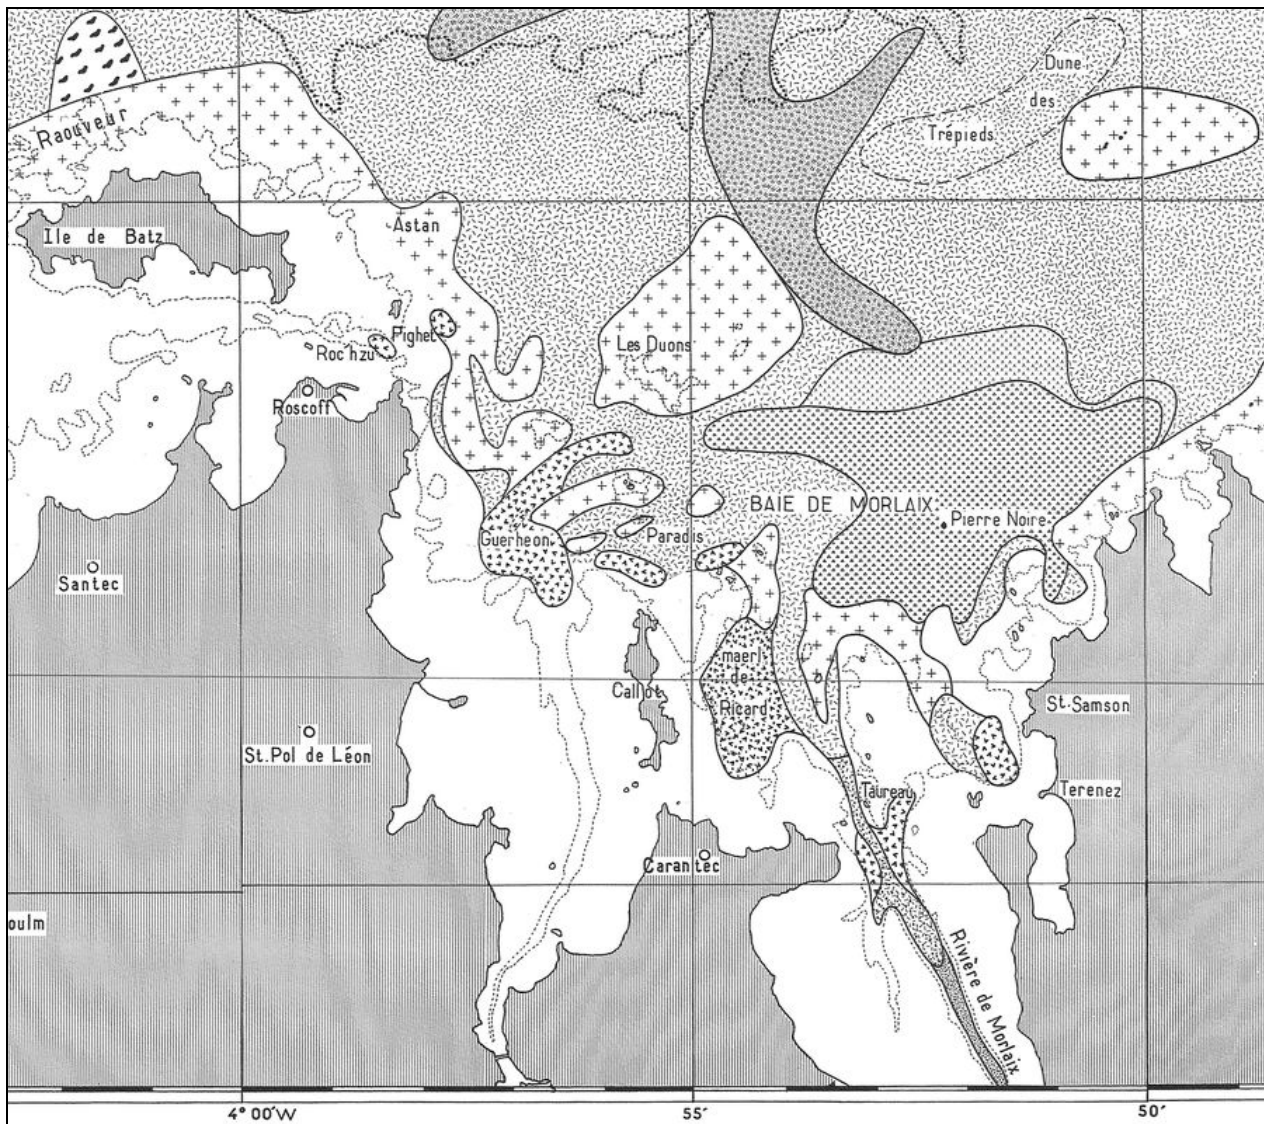 Dune
des
Trépieds
Raouveur
Astan
Ile de Batz
Pighet
Roc'hzu
Les Duons
Roscoff
BAIE DE MORLAIX
Pierre Noire
Guerheon
Paradis
Santec
maerl
de
Ricard
Callot
St.Samson
St.Pol de Léon
Taureau
Terenez
Carantec
oulm
Rivière de Morlaix
4°00'W
55'
50'